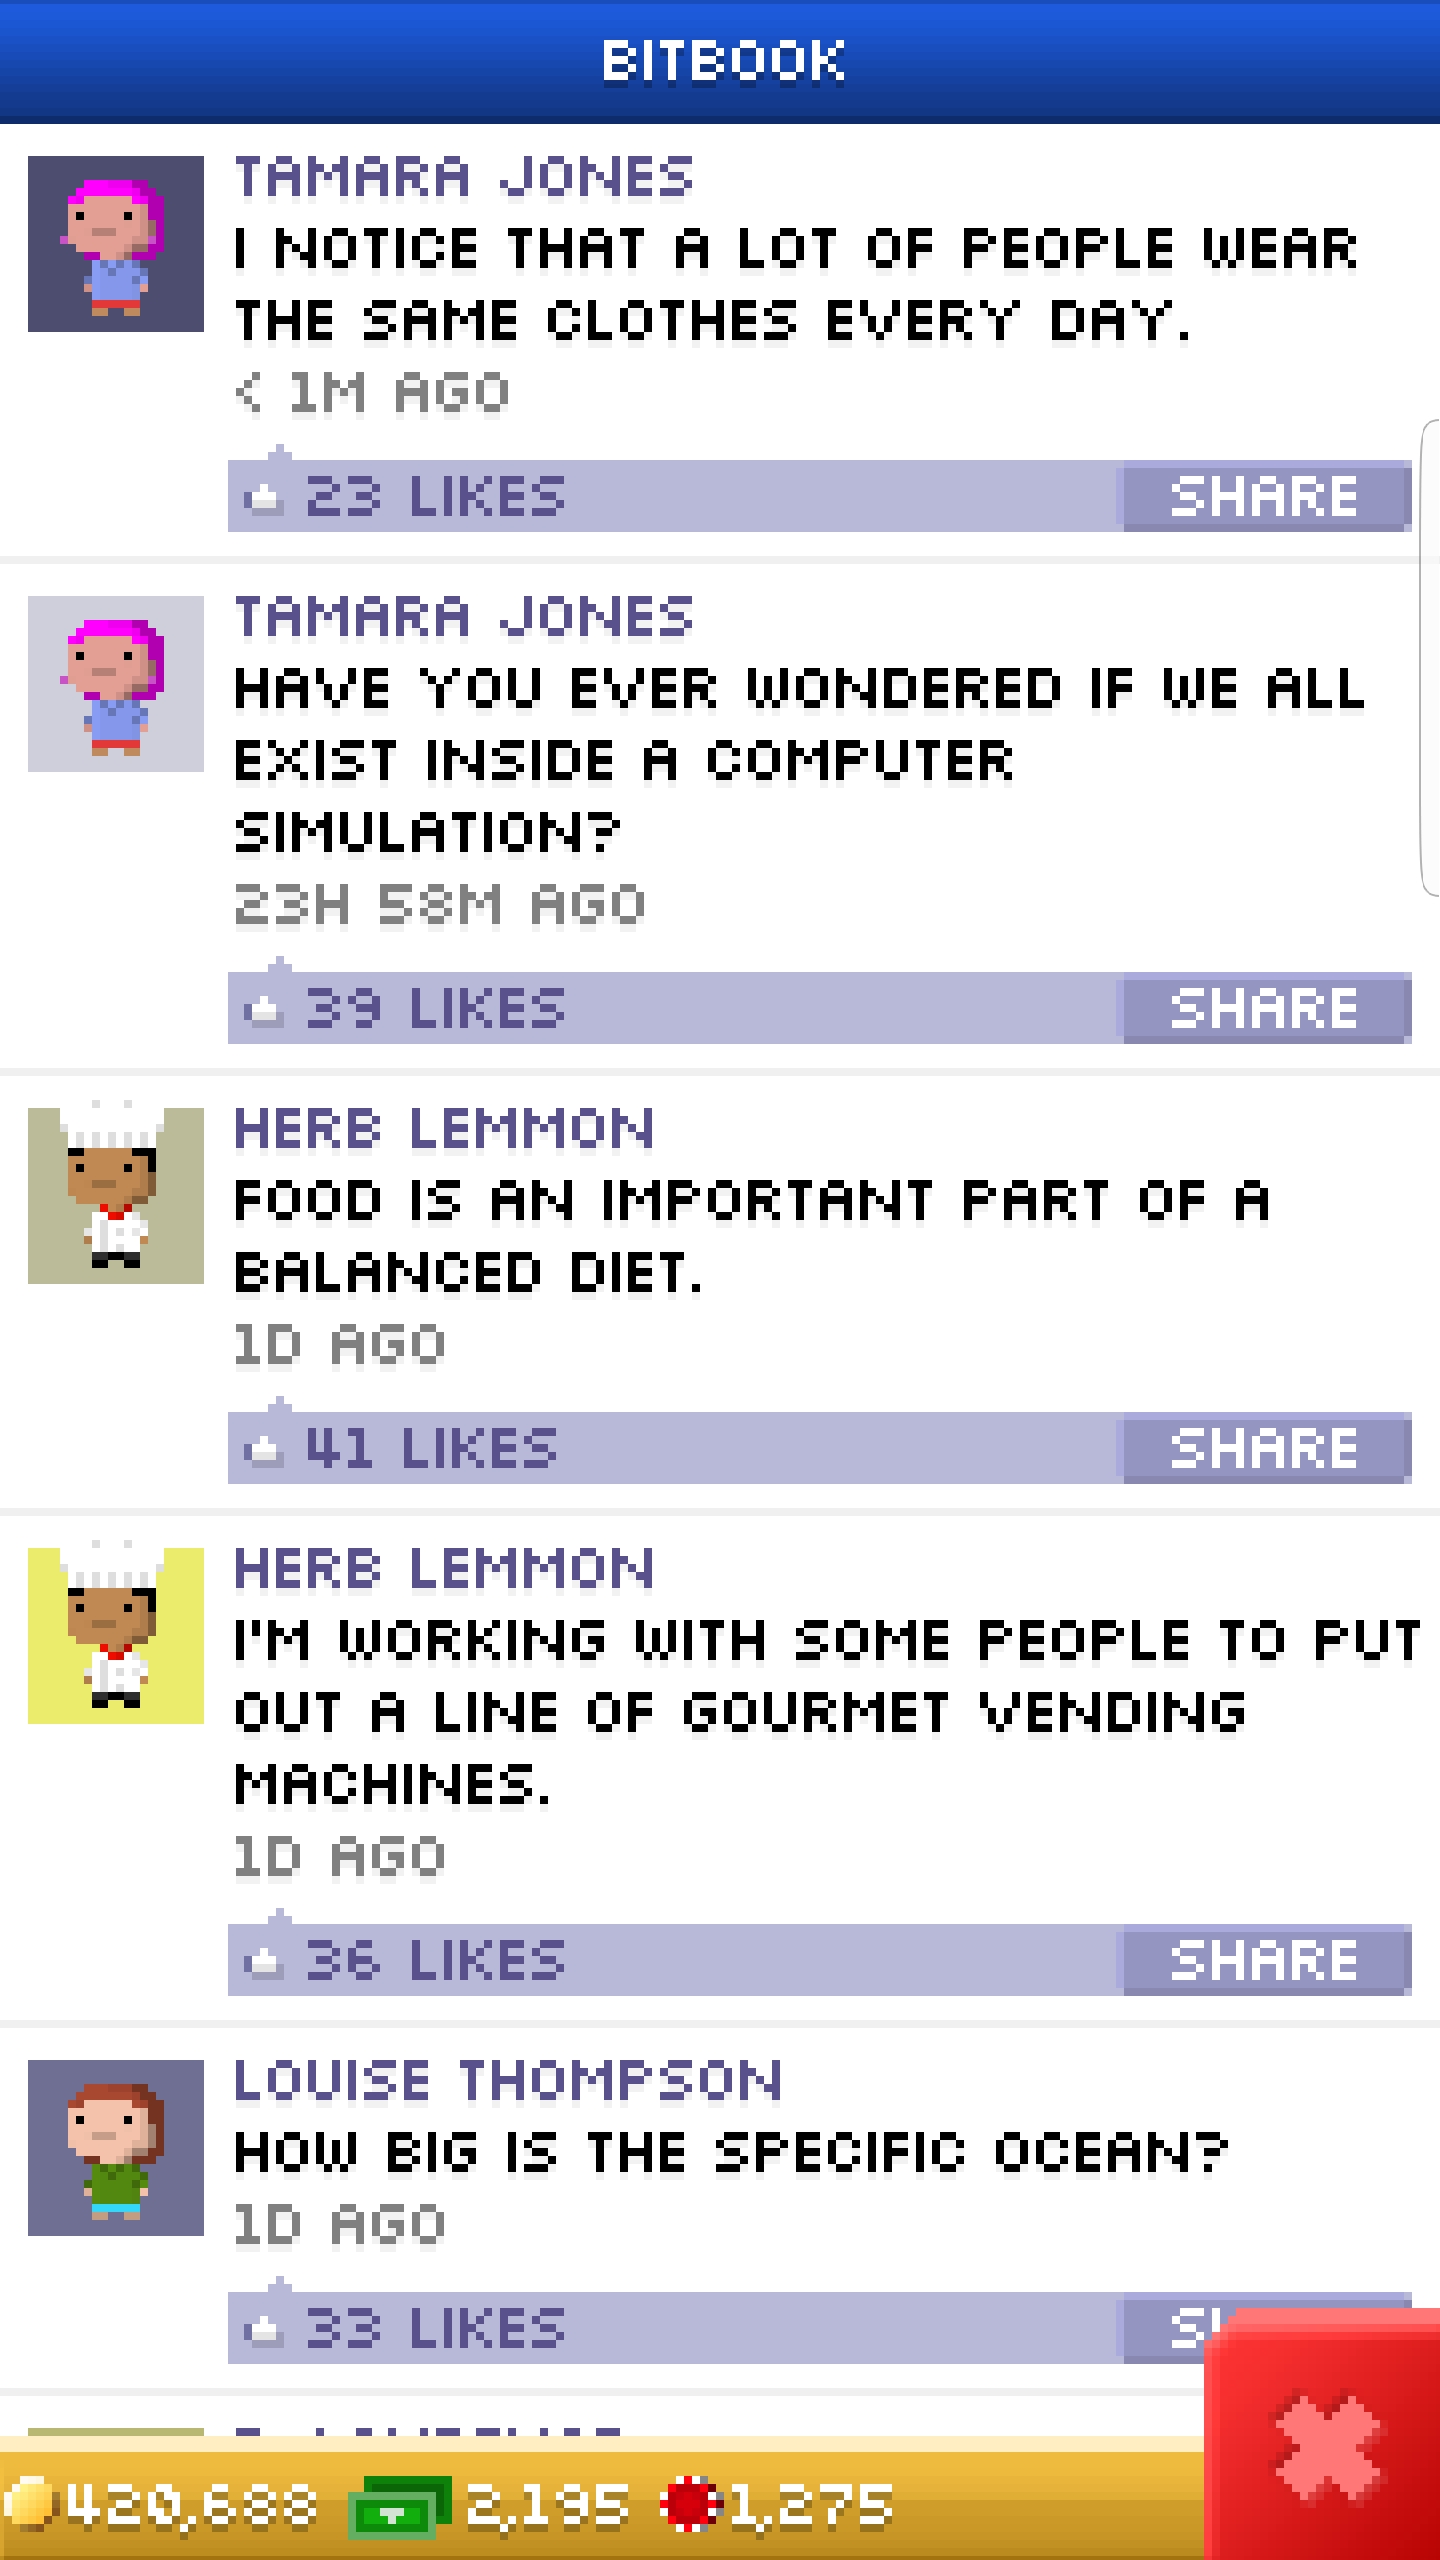 BITBOOK
TAMARA JONES
I NOTICE THAT A LOT OF PEOPLE WEAR
THE SAME CLOTHES EVERY DAY.
< 1M AGO
23 LIKES
SHARE
TAMARA JONES
HAVE YOU EVER WONDERED IF WE ALL
EXIST INSIDE A COMPUTER
SIMULATION?
23H 58M AGO
39 LIKES
SHARE
HERB LEMMON
FOOD IS AN IMPORTANT PART OF A
BALANCED DIET.
1D AGO
41 LIKES
SHARE
HERB LEMMON
I'M WORKING WITH SOME PEOPLE TO PUT
OUT A LINE OF GOURMET VENDING
MACHINES.
1D AGO
36 LIKES
SHARE
LOUISE THOMPSON
HOW BIG IS THE SPECIFIC OCEAN?
1D AGO
33 LIKES
420,688 2,195 1,275